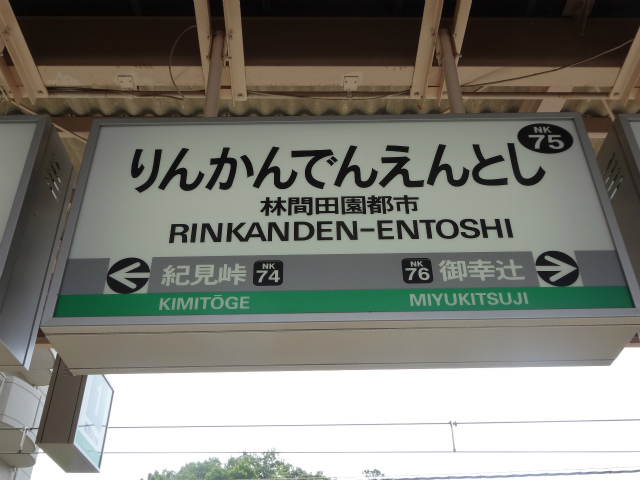 NK
75
りんかんでんえんとし
林間田園都市
RINKANDEN-ENTOSHI
紀見峠 NK 74 NK 76 御幸辻
KIMITŌGE MIYUKITSUJI